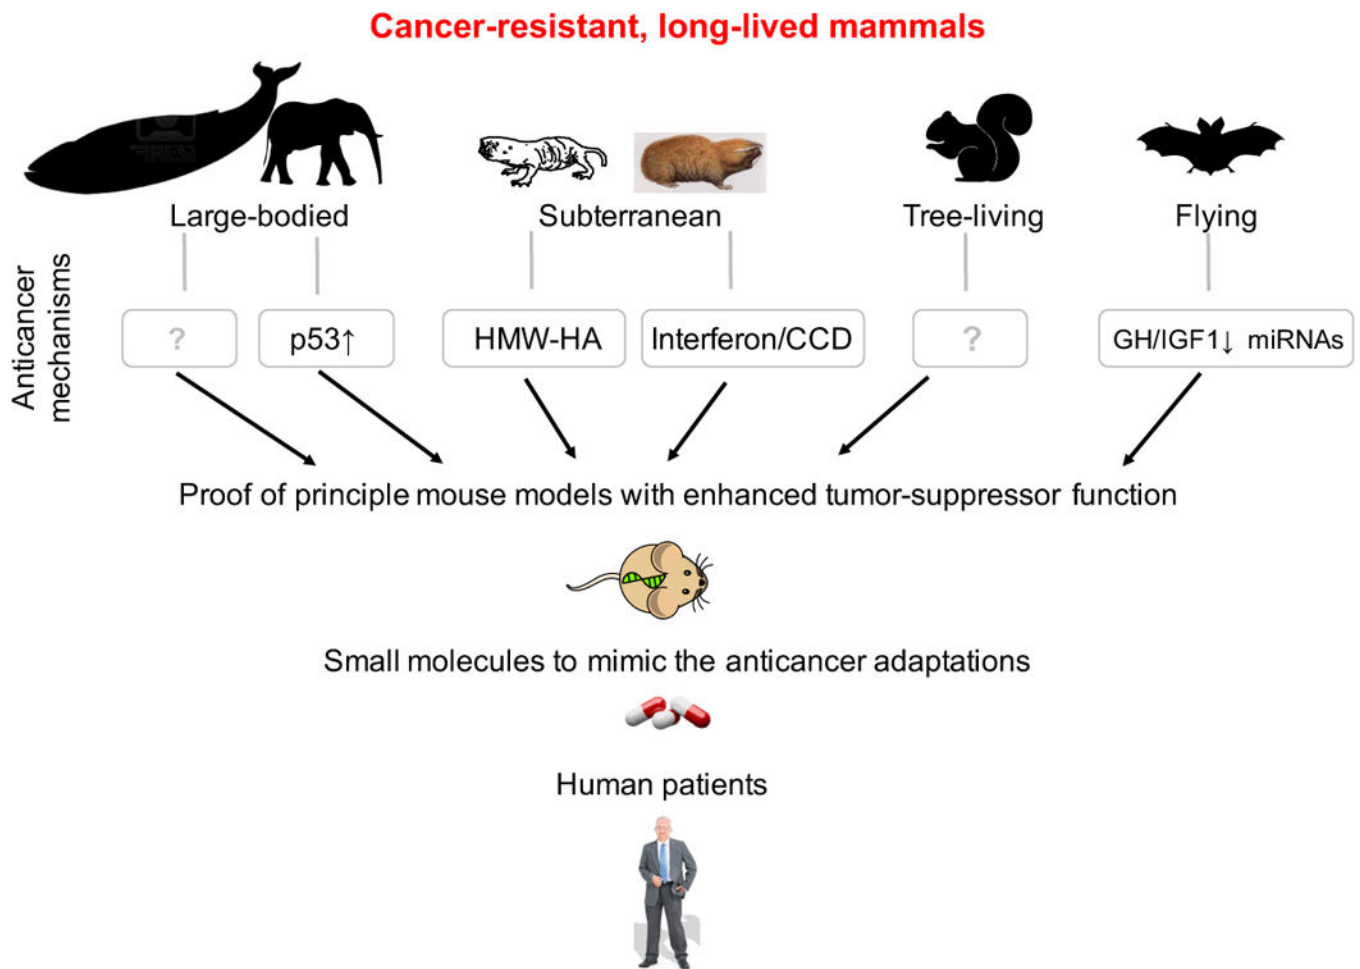 Cancer-resistant, long-lived mammals
Large-bodied
Subterranean
Tree-living
Flying
Anticancer
mechanisms
?
p53↑
HMW-HA
Interferon/CCD
?
GH/IGF1↓ miRNAs
Proof of principle mouse models with enhanced tumor-suppressor function
Small molecules to mimic the anticancer adaptations
Human patients